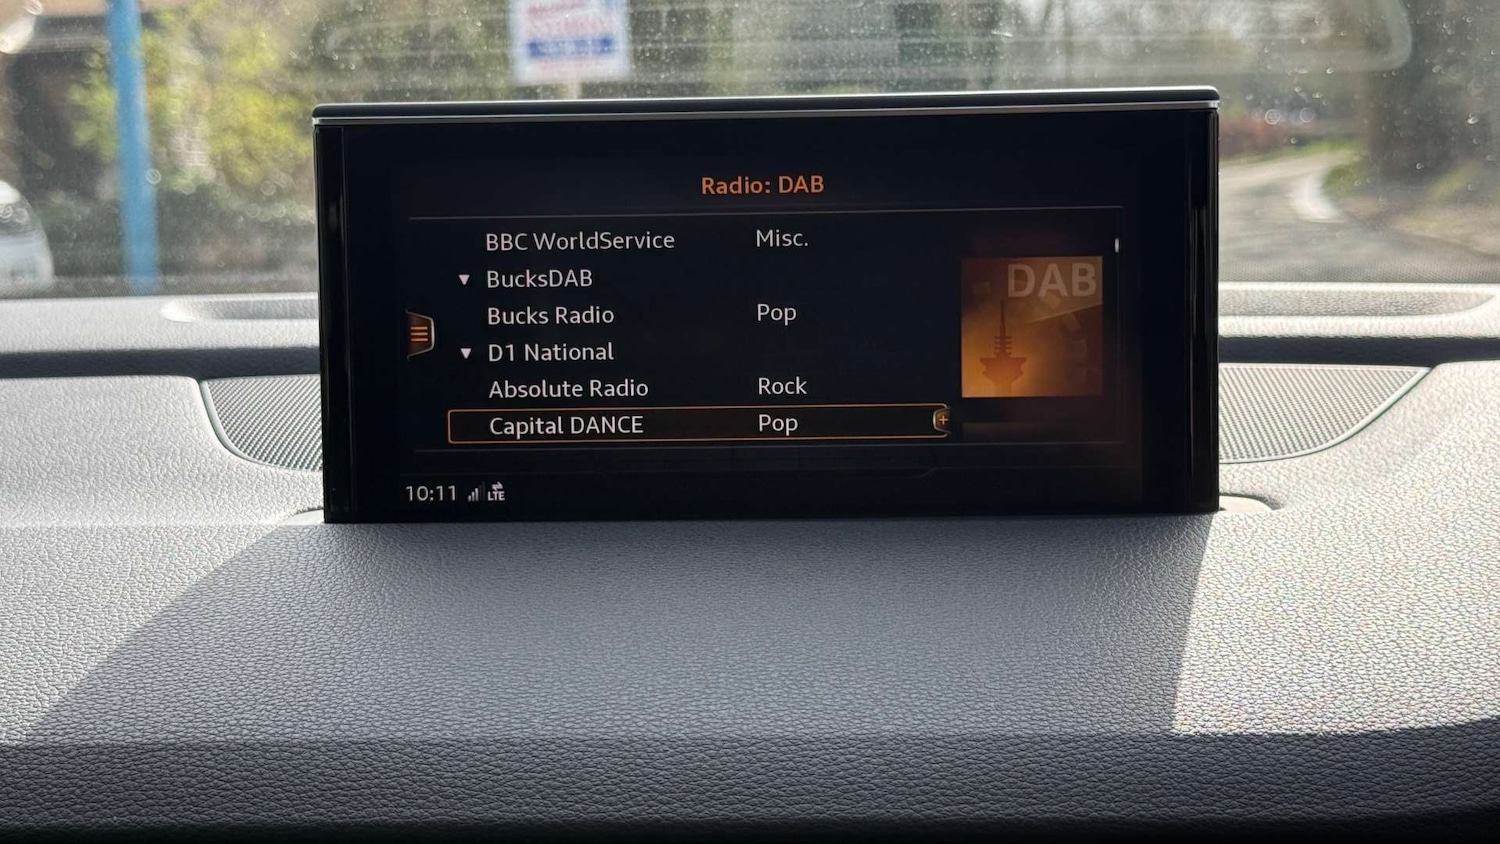 Radio: DAB
BBC WorldService Misc.
▼ BucksDAB
Bucks Radio Pop
▼ D1 National
Absolute Radio Rock
Capital DANCE Pop
DAB
10:11 LTE